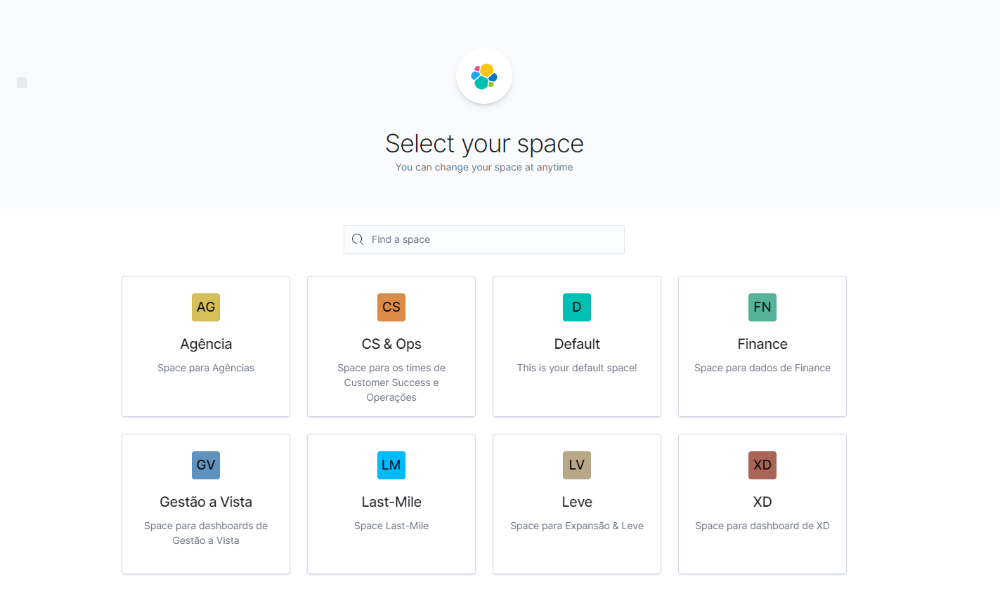 Select your space
You can change your space at anytime
Find a space
AG
Agência
Space para Agências
CS
CS & Ops
Space para os times de
Customer Success e
Operações
D
Default
This is your default space!
FN
Finance
Space para dados de Finance
GV
Gestão a Vista
Space para dashboards de
Gestão a Vista
LM
Last-Mile
Space Last-Mile
LV
Leve
Space para Expansão & Leve
XD
XD
Space para dashboard de XD